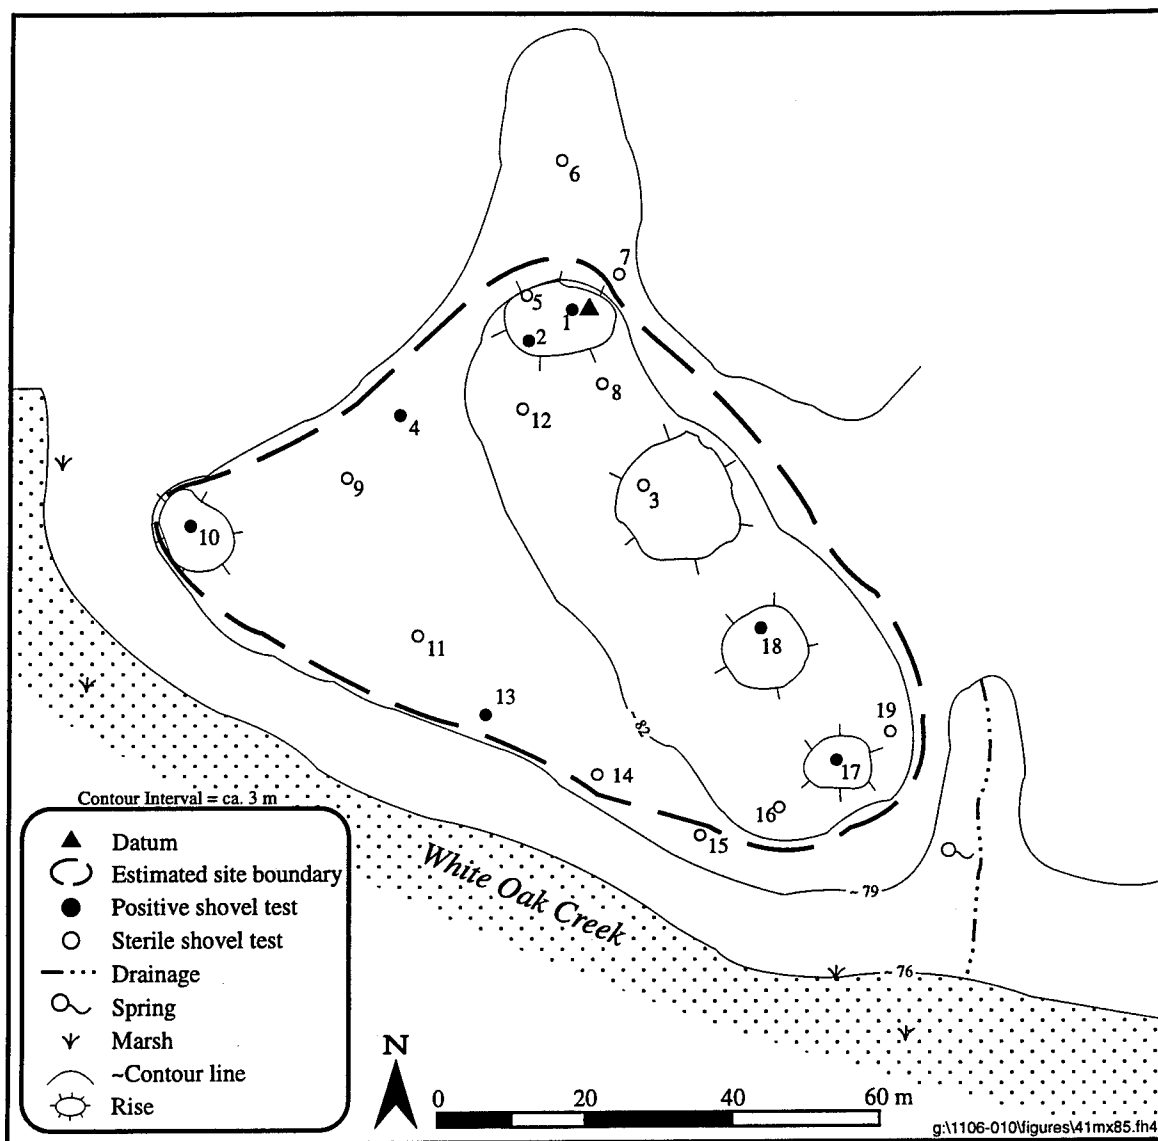 6
7
5
1
2
8
12
4
9
3
10
11
18
13
~82
19
17
14
16
15
Contour Interval = ca. 3 m
White Oak Creek
~79
~76
Datum
Estimated site boundary
Positive shovel test
Sterile shovel test
Drainage
Spring
Marsh
~Contour line
Rise
N
0 20 40 60 m
g:\1106-010\figures\41mx85.fh4